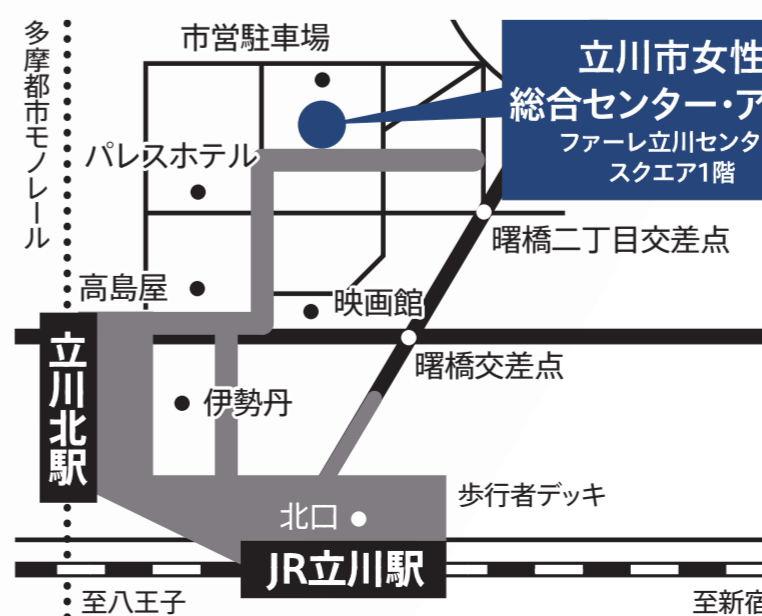 多摩都市モノレール
市営駐車場
立川市女性
総合センター・ア
ファーレ立川センタ
スクエア1階
パレスホテル
曙橋二丁目交差点
高島屋
映画館
立川北駅
曙橋交差点
伊勢丹
歩行者デッキ
北口
JR立川駅
至八王子
至新宿